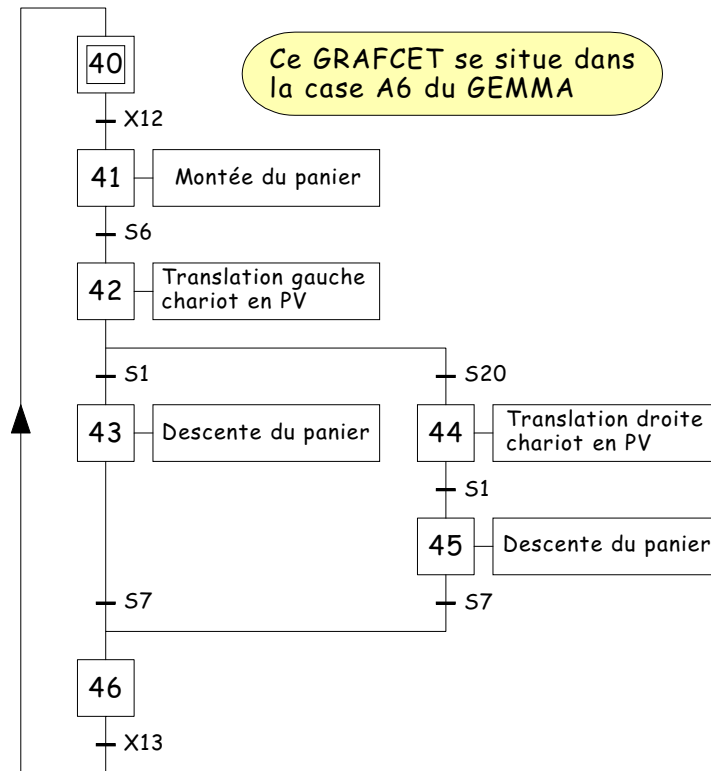 Ce GRAFCET se situe dans
la case A6 du GEMMA
40
X12
41
Montée du panier
S6
42
Translation gauche
chariot en PV
S1
S20
43
Descente du panier
44
Translation droite
chariot en PV
S1
45
Descente du panier
S7
S7
46
X13